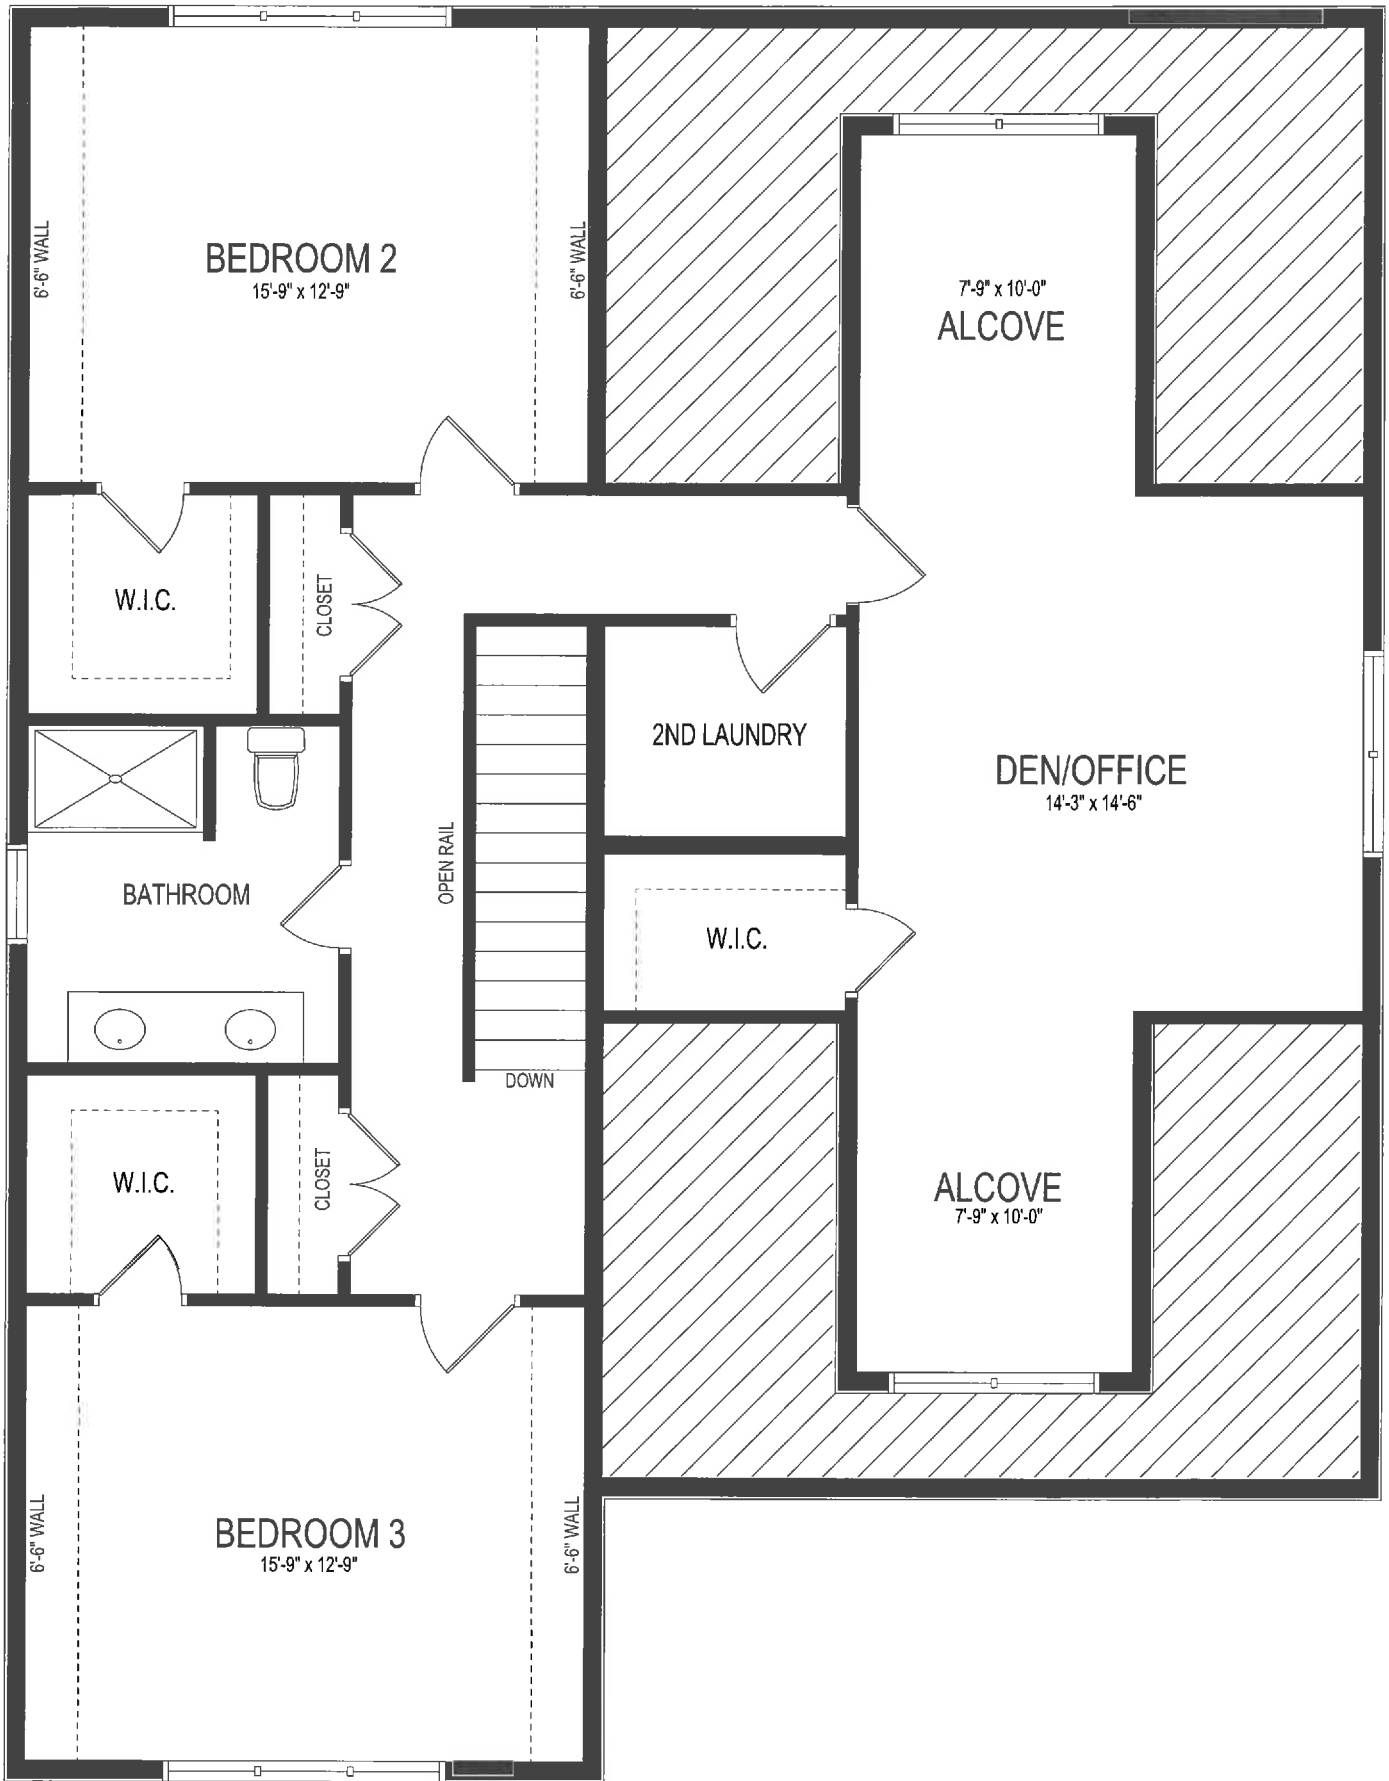 BEDROOM 2
15'-9" x 12'-9"
6'-6" WALL
6'-6" WALL
7'-9" x 10'-0"
ALCOVE
W.I.C.
CLOSET
2ND LAUNDRY
DEN/OFFICE
14'-3" x 14'-6"
OPEN RAIL
BATHROOM
W.I.C.
DOWN
W.I.C.
CLOSET
ALCOVE
7'-9" x 10'-0"
BEDROOM 3
15'-9" x 12'-9"
6'-6" WALL
6'-6" WALL